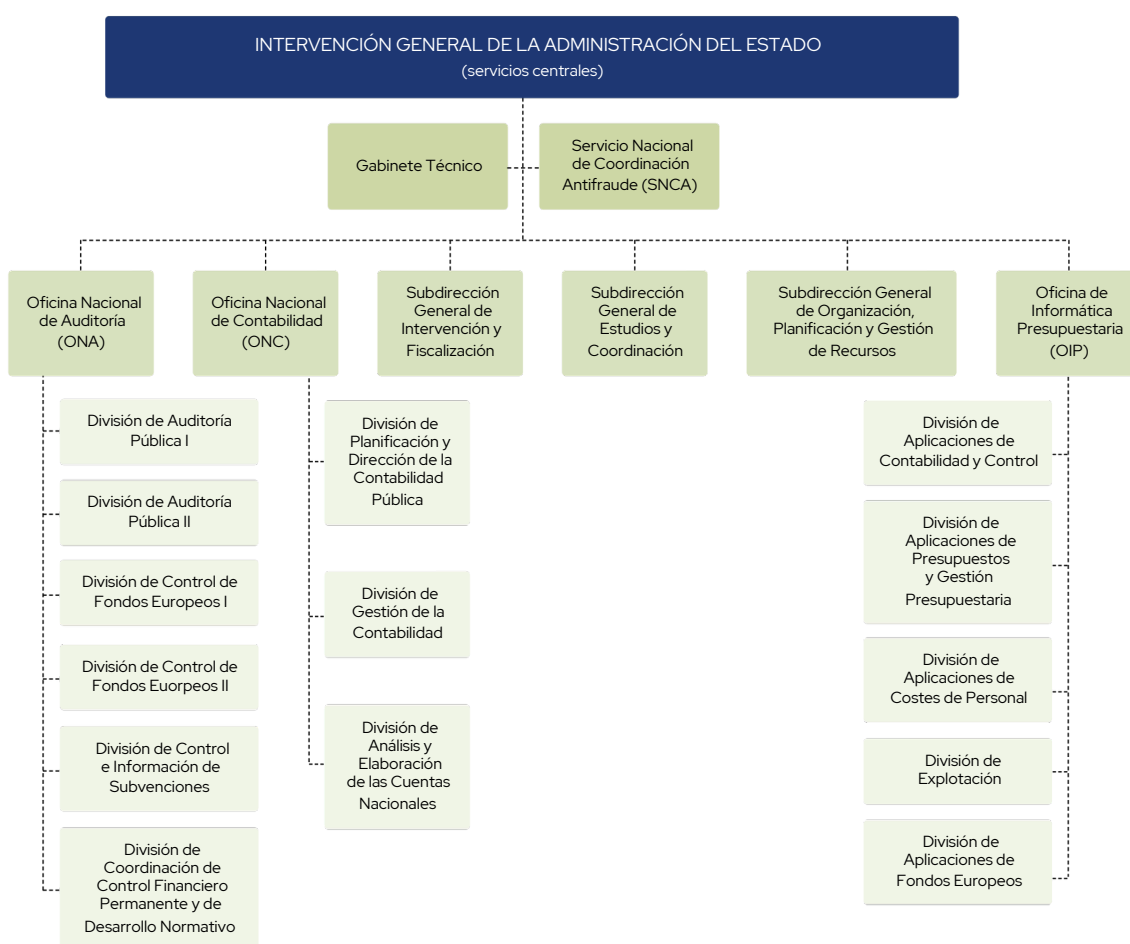 INTERVENCIÓN GENERAL DE LA ADMINISTRACIÓN DEL ESTADO
(servicios centrales)
Gabinete Técnico
Servicio Nacional
de Coordinación
Antifraude (SNCA)
Oficina Nacional
de Auditoría
(ONA)
Oficina Nacional
de Contabilidad
(ONC)
Subdirección
General de
Intervención y
Fiscalización
Subdirección
General de
Estudios y
Coordinación
Subdirección General
de Organización,
Planificación y Gestión
de Recursos
Oficina de
Informática
Presupuestaria
(OIP)
División de Auditoría
Pública I
División de Auditoría
Pública II
División de Control de
Fondos Europeos I
División de Control de
Fondos Euorpeos II
División de Control
e Información de
Subvenciones
División de
Coordinación de
Control Financiero
Permanente y de
Desarrollo Normativo
División de
Planificación y
Dirección de la
Contabilidad
Pública
División de
Gestión de la
Contabilidad
División de
Análisis y
Elaboración
de las Cuentas
Nacionales
División de
Aplicaciones de
Contabilidad y Control
División de
Aplicaciones de
Presupuestos
y Gestión
Presupuestaria
División de
Aplicaciones de
Costes de Personal
División de
Explotación
División de
Aplicaciones de
Fondos Europeos